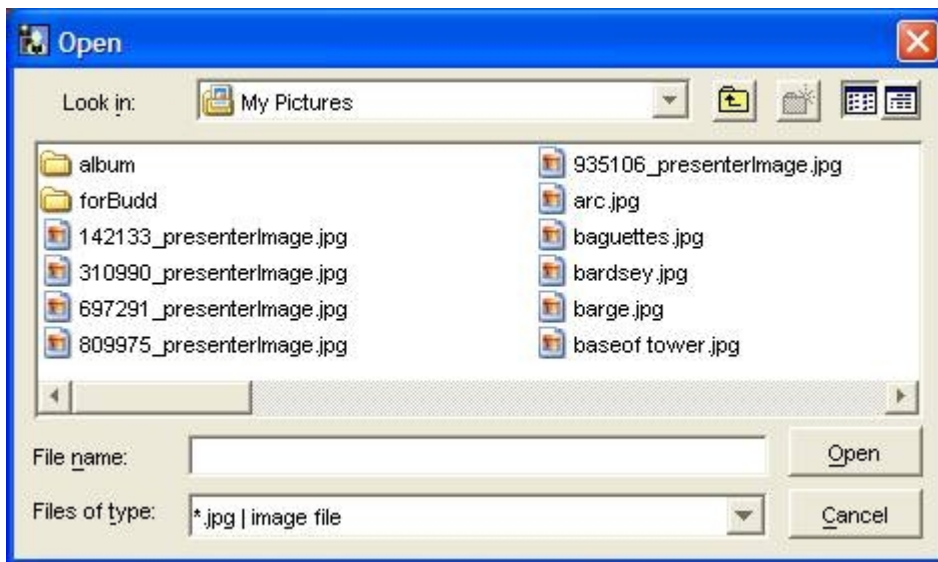 Open
Look in: My Pictures
album
forBudd
142133_presenterImage.jpg
310990_presenterImage.jpg
697291_presenterImage.jpg
809975_presenterImage.jpg
935106_presenterImage.jpg
arc.jpg
baguettes.jpg
bardsey.jpg
barge.jpg
baseof tower.jpg
File name: Open
Files of type: *.jpg | image file Cancel